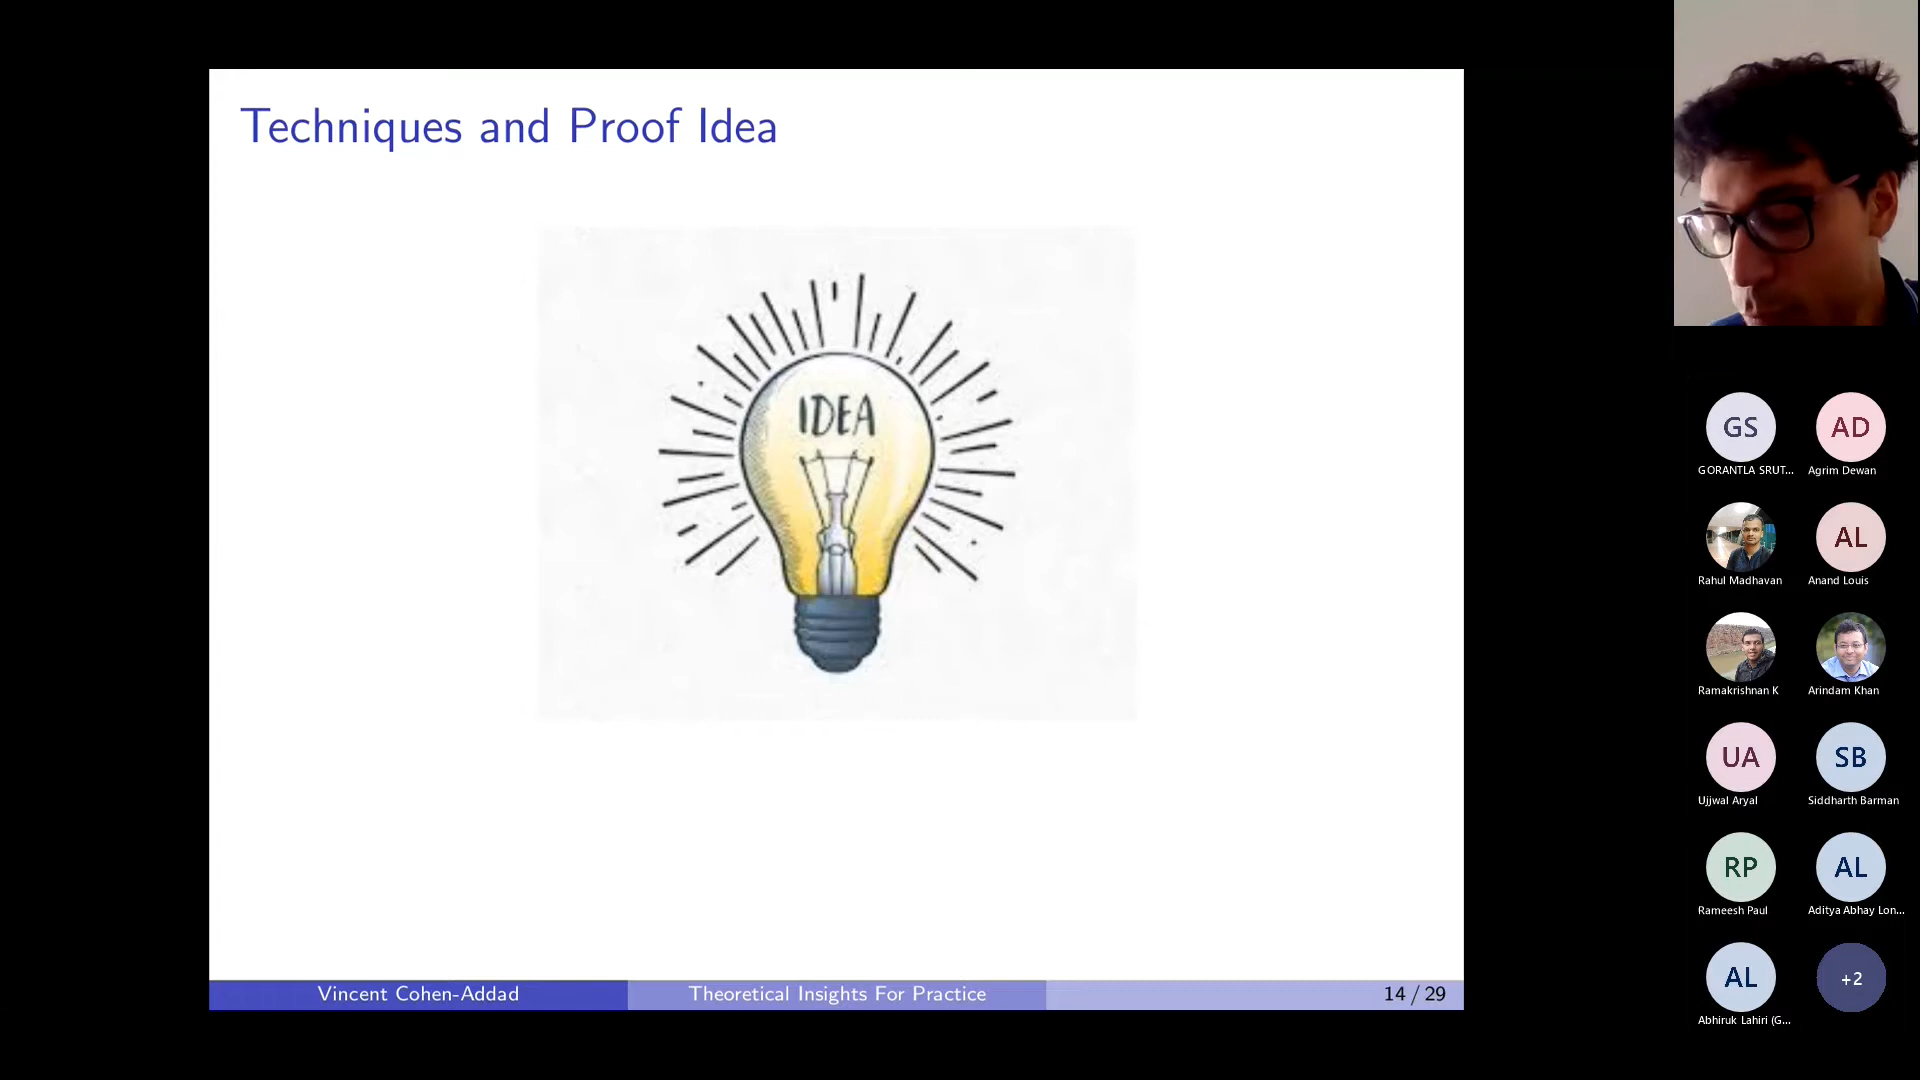 Techniques and Proof Idea
IDEA
Vincent Cohen-Addad
Theoretical Insights For Practice
14 / 29
GS
AD
GORANTLA SRUT...
Agrim Dewan
AL
Rahul Madhavan
Anand Louis
Ramakrishnan K
Arindam Khan
UA
SB
Ujjwal Aryal
Siddharth Barman
RP
AL
Rameesh Paul
Aditya Abhay Lon...
AL
+2
Abhiruk Lahiri (G...